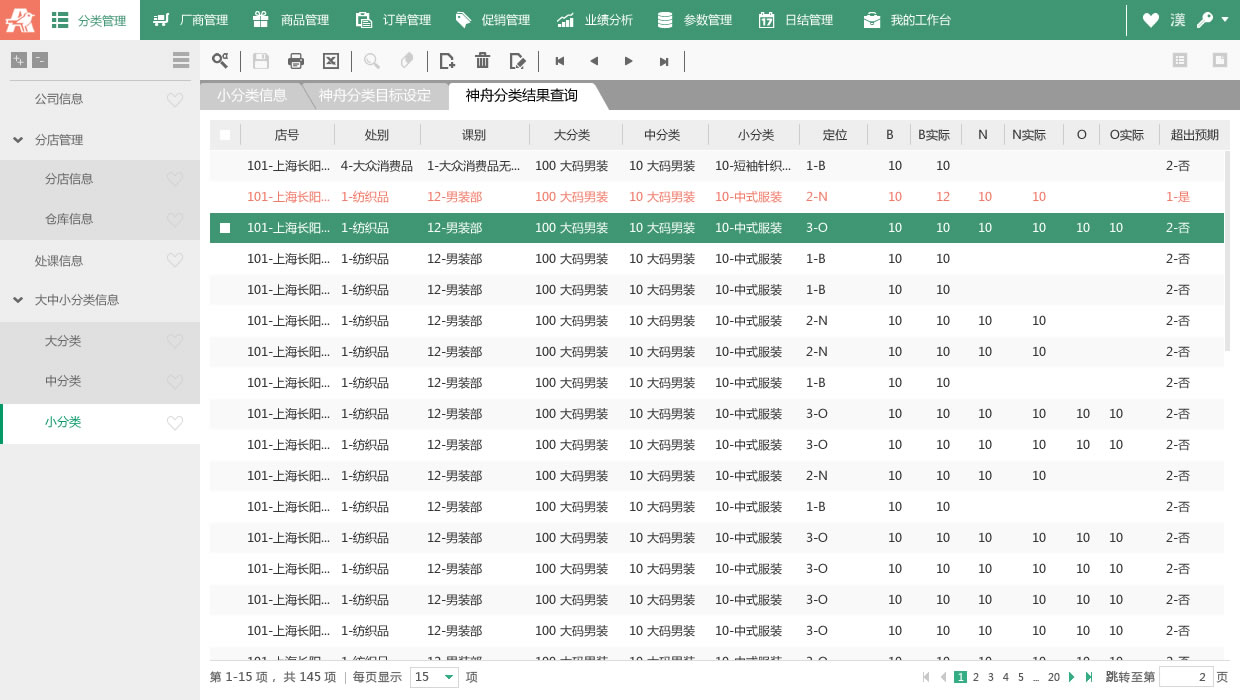 分类管理 厂商管理 商品管理 订单管理 促销管理 业绩分析 参数管理 日结管理 我的工作台 漢
公司信息
分店管理
分店信息
仓库信息
处课信息
大中小分类信息
大分类
中分类
小分类
小分类信息 神舟分类目标设定 神舟分类结果查询
店号 处别 课别 大分类 中分类 小分类 定位 B B实际 N N实际 O O实际 超出预期
101-上海长阳... 4-大众消费品 1-大众消费品无... 100 大码男装 10 大码男装 10-短袖针织... 1-B 10 10 2-否
101-上海长阳... 1-纺织品 12-男装部 100 大码男装 10 大码男装 10-中式服装 2-N 10 12 10 10 1-是
101-上海长阳... 1-纺织品 12-男装部 100 大码男装 10 大码男装 10-中式服装 3-O 10 10 10 10 10 10 2-否
101-上海长阳... 1-纺织品 12-男装部 100 大码男装 10 大码男装 10-中式服装 1-B 10 10 2-否
101-上海长阳... 1-纺织品 12-男装部 100 大码男装 10 大码男装 10-中式服装 1-B 10 10 2-否
101-上海长阳... 1-纺织品 12-男装部 100 大码男装 10 大码男装 10-中式服装 2-N 10 10 10 10 2-否
101-上海长阳... 1-纺织品 12-男装部 100 大码男装 10 大码男装 10-中式服装 2-N 10 10 10 10 2-否
101-上海长阳... 1-纺织品 12-男装部 100 大码男装 10 大码男装 10-中式服装 1-B 10 10 2-否
101-上海长阳... 1-纺织品 12-男装部 100 大码男装 10 大码男装 10-中式服装 3-O 10 10 10 10 10 10 2-否
101-上海长阳... 1-纺织品 12-男装部 100 大码男装 10 大码男装 10-中式服装 3-O 10 10 10 10 10 10 2-否
101-上海长阳... 1-纺织品 12-男装部 100 大码男装 10 大码男装 10-中式服装 2-N 10 10 10 10 2-否
101-上海长阳... 1-纺织品 12-男装部 100 大码男装 10 大码男装 10-中式服装 1-B 10 10 2-否
101-上海长阳... 1-纺织品 12-男装部 100 大码男装 10 大码男装 10-中式服装 3-O 10 10 10 10 10 10 2-否
101-上海长阳... 1-纺织品 12-男装部 100 大码男装 10 大码男装 10-中式服装 3-O 10 10 10 10 10 10 2-否
101-上海长阳... 1-纺织品 12-男装部 100 大码男装 10 大码男装 10-中式服装 3-O 10 10 10 10 10 10 2-否
101-上海长阳... 1-纺织品 12-男装部 100 大码男装 10 大码男装 10-中式服装 3-O 10 10 10 10 10 10 2-否
第 1-15 项，共 145 项 | 每页显示 15 项 1 2 3 4 5 ... 20 跳转至第 2 页